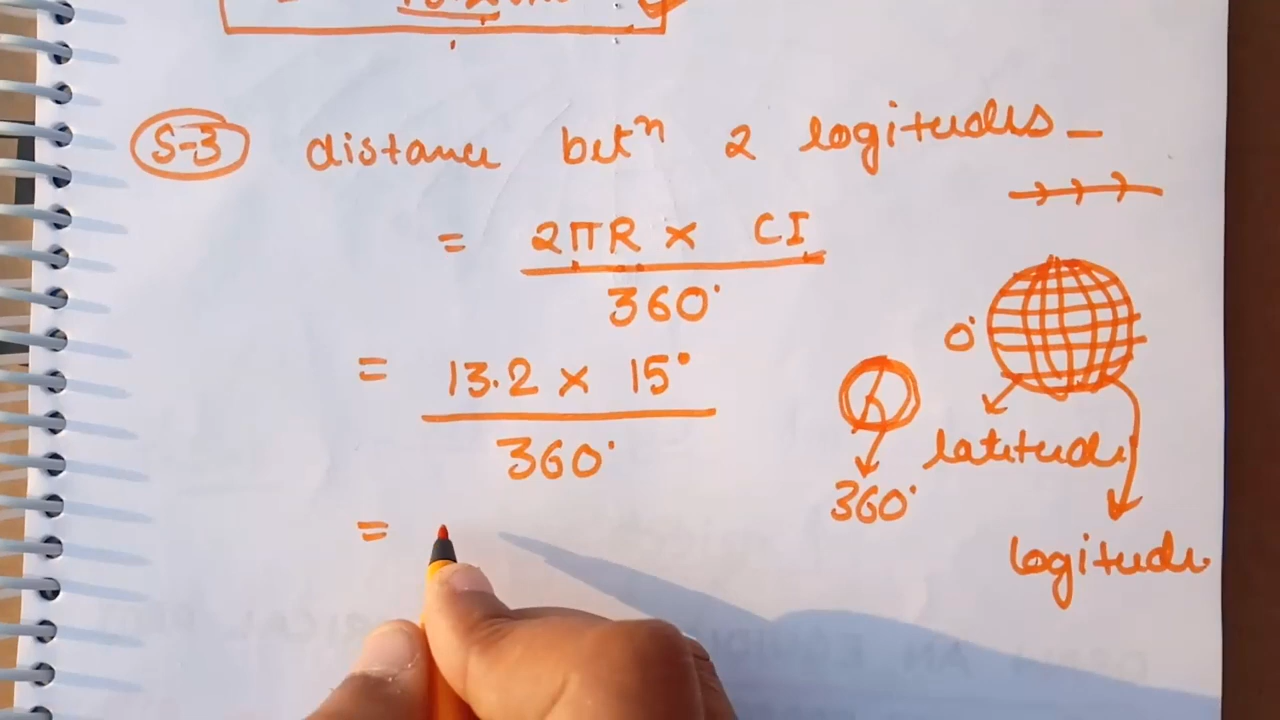 S-3 distance betⁿ 2 logitudes -
= 2πR × CI
360°
= 13.2 × 15°
360°
=
0°
latitude
360°
logitude